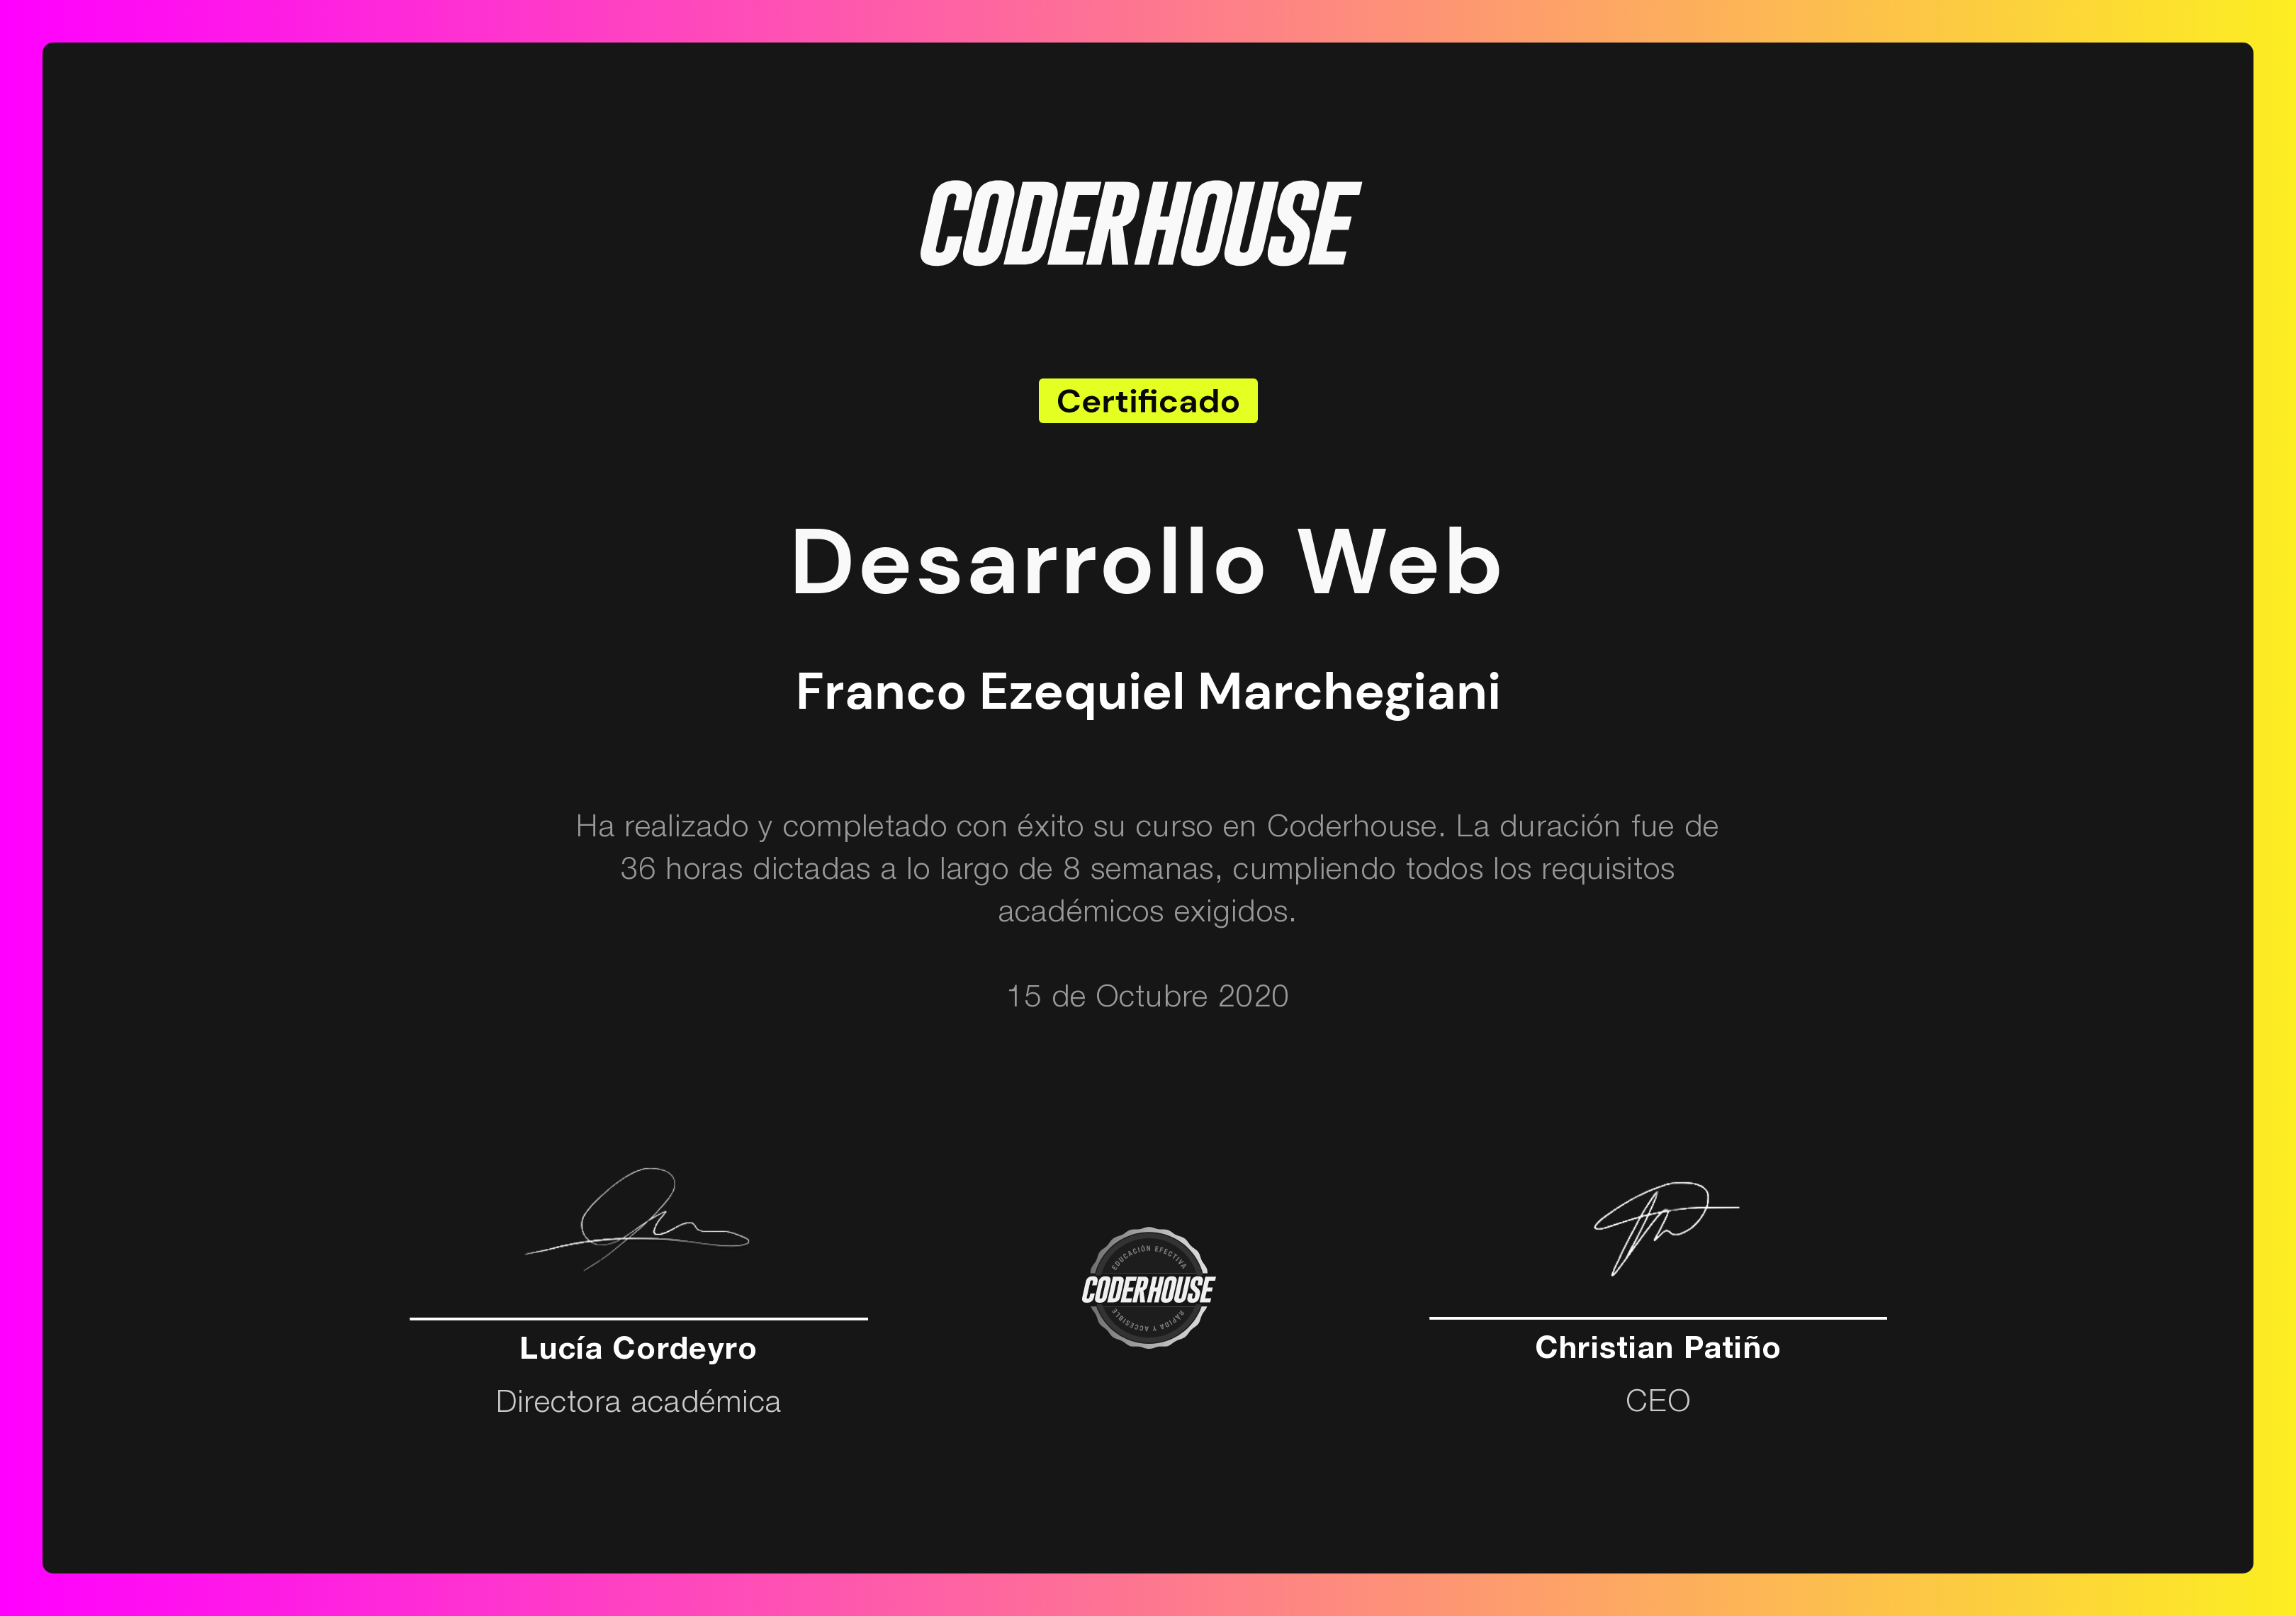 CODERHOUSE
Certificado
Desarrollo Web
Franco Ezequiel Marchegiani
Ha realizado y completado con éxito su curso en Coderhouse. La duración fue de
36 horas dictadas a lo largo de 8 semanas, cumpliendo todos los requisitos
académicos exigidos.
15 de Octubre 2020
EDUCACIÓN EFECTIVA
CODERHOUSE
RÁPIDA Y ACCESIBLE
Lucía Cordeyro
Directora académica
Christian Patiño
CEO